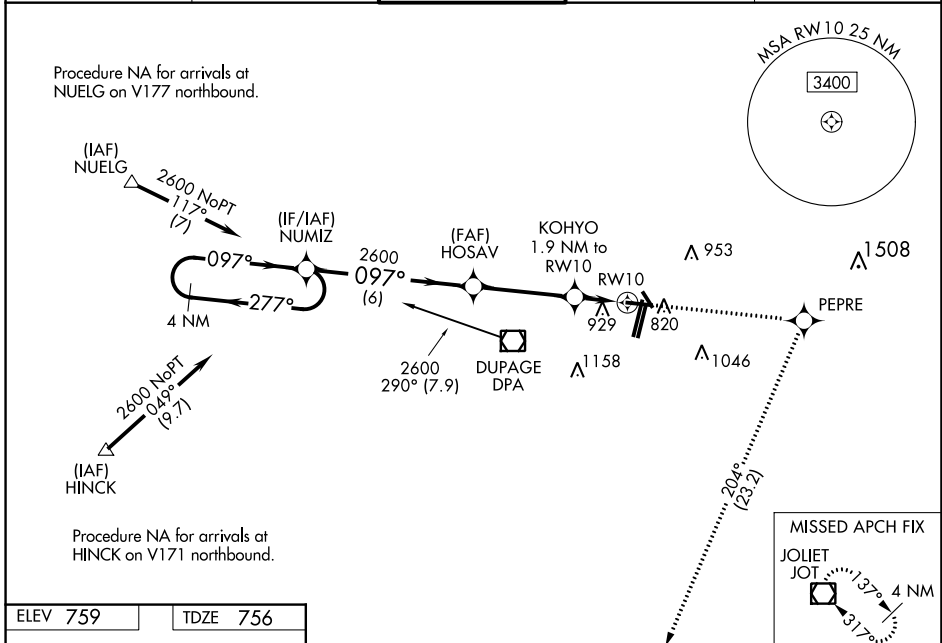 MSA RW10 25 NM
3400
Procedure NA for arrivals at
NUELG on V177 northbound.
(IAF)
NUELG
2600 NoPT
117°
(7)
(IF/IAF)
NUMIZ
097°
277°
4 NM
2600
097°
(6)
(FAF)
HOSAV
KOHYO
1.9 NM to
RW10
RW10
953
1508
PEPRE
929
820
1158
1046
2600
290° (7.9)
DUPAGE
DPA
2600 NoPT
049°
(9.7)
(IAF)
HINCK
204°
(23.2)
Procedure NA for arrivals at
HINCK on V171 northbound.
MISSED APCH FIX
JOLIET
JOT
137°
4 NM
317°
ELEV 759
TDZE 756